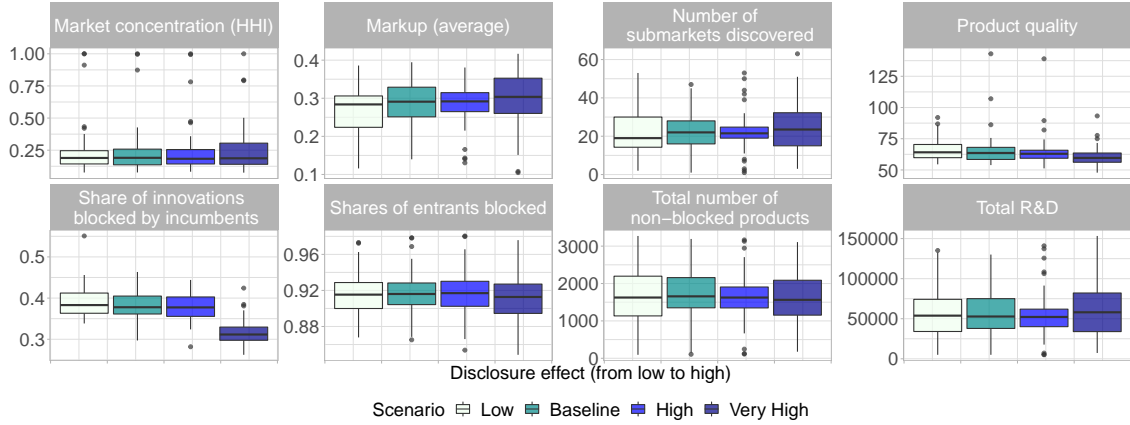 Market concentration (HHI)
Markup (average)
Number of
submarkets discovered
Product quality
1.00
0.75
0.50
0.25
0.4
0.3
0.2
0.1
60
40
20
0
125
100
75
50
Share of innovations
blocked by incumbents
Shares of entrants blocked
Total number of
non−blocked products
Total R&D
0.5
0.4
0.3
0.96
0.92
0.88
3000
2000
1000
0
150000
100000
50000
0
Disclosure effect (from low to high)
Scenario Low Baseline High Very High